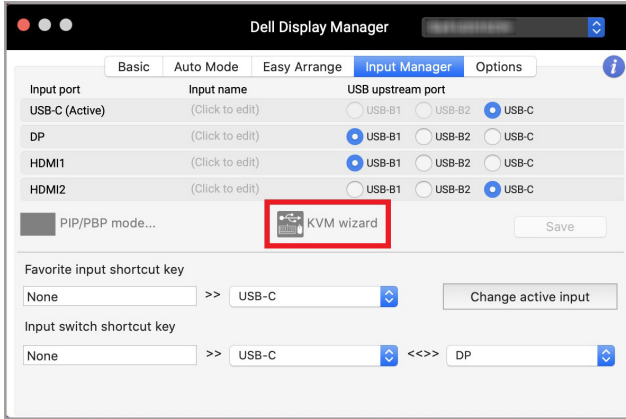 Dell Display Manager
Basic Auto Mode Easy Arrange Input Manager Options i
Input port Input name USB upstream port
USB-C (Active) (Click to edit) USB-B1 USB-B2 USB-C
DP (Click to edit) USB-B1 USB-B2 USB-C
HDMI1 (Click to edit) USB-B1 USB-B2 USB-C
HDMI2 (Click to edit) USB-B1 USB-B2 USB-C
PIP/PBP mode... KVM wizard Save
Favorite input shortcut key
None >> USB-C Change active input
Input switch shortcut key
None >> USB-C <<>> DP